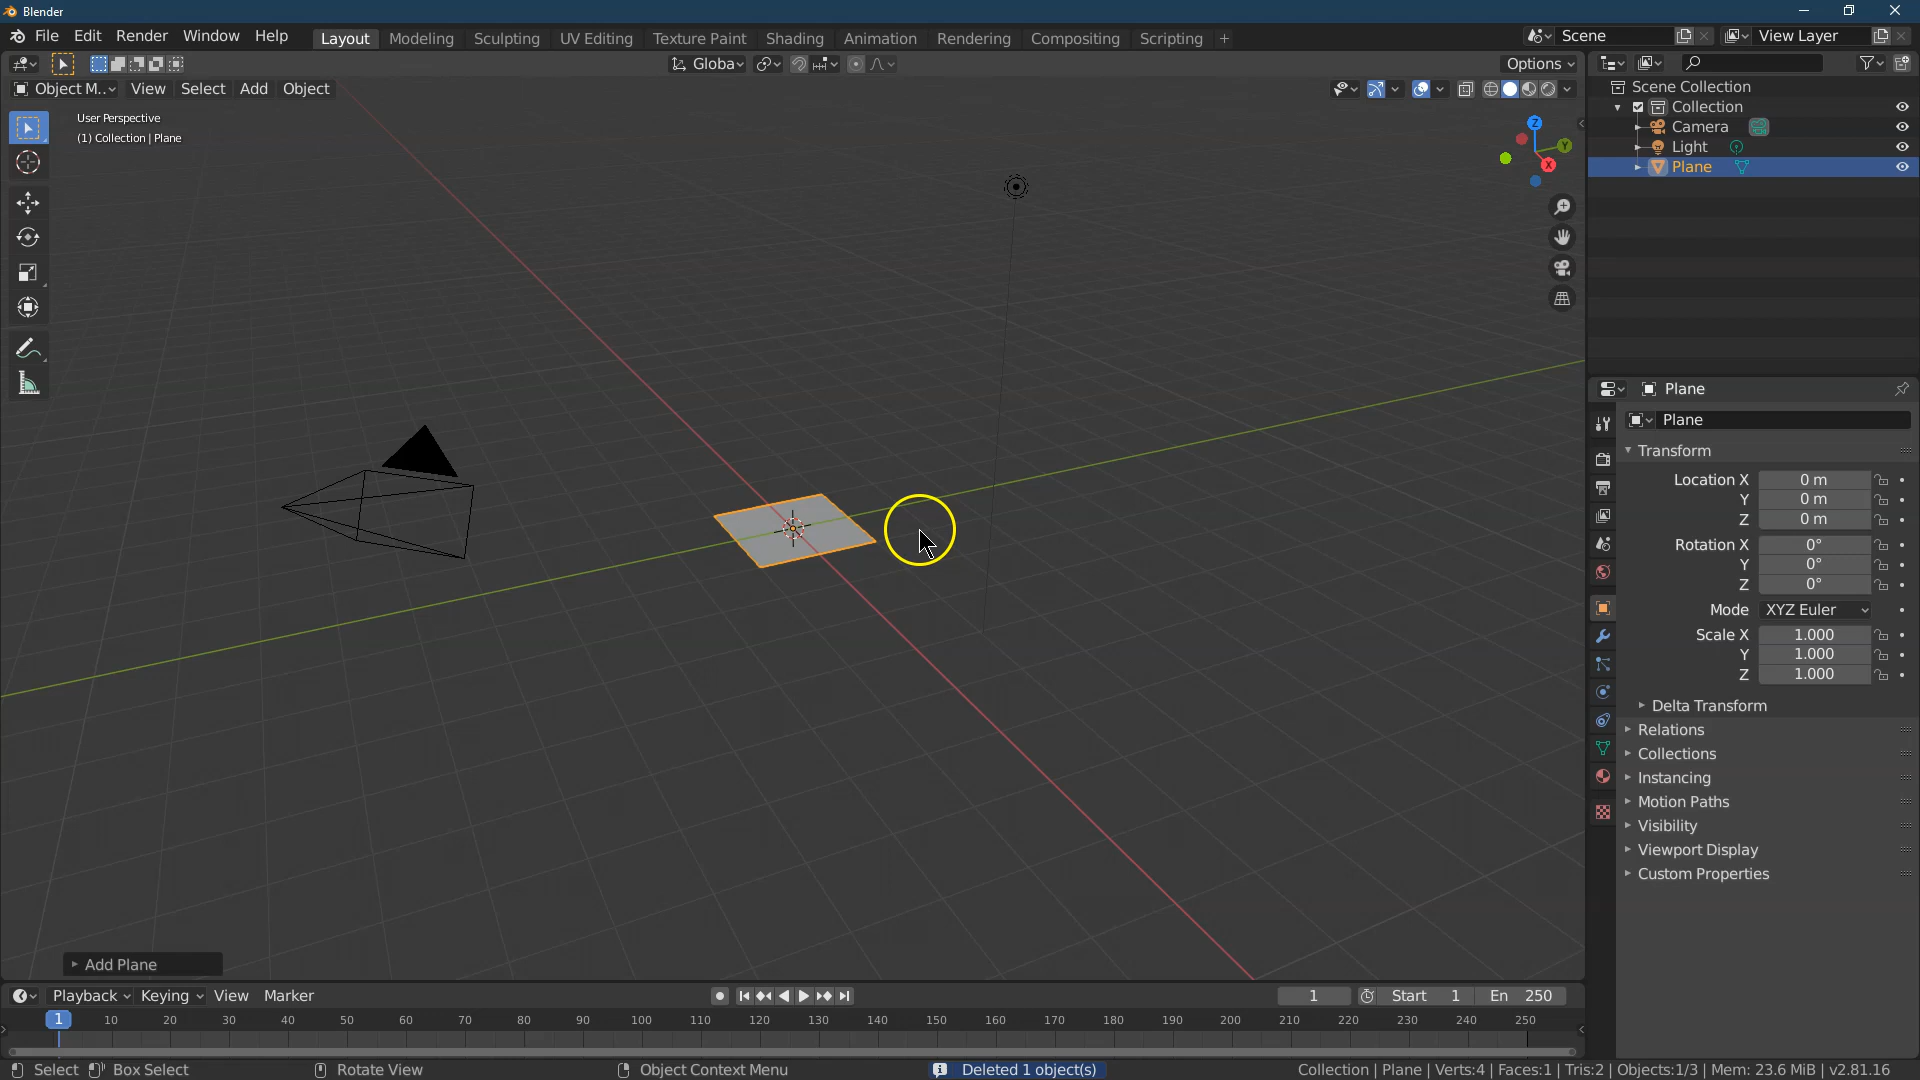 Blender
File Edit Render Window Help Layout Modeling Sculpting UV Editing Texture Paint Shading Animation Rendering Compositing Scripting + Scene View Layer
Globa Options
Object M.. View Select Add Object
User Perspective
(1) Collection | Plane
Z
Y
X
Scene Collection
Collection
Camera
Light
Plane
Plane
Plane
Transform
Location X 0 m
Y 0 m
Z 0 m
Rotation X 0°
Y 0°
Z 0°
Mode XYZ Euler
Scale X 1.000
Y 1.000
Z 1.000
Delta Transform
Relations
Collections
Instancing
Motion Paths
Visibility
Viewport Display
Custom Properties
Add Plane
Playback Keying View Marker 1 Start 1 En 250
1 10 20 30 40 50 60 70 80 90 100 110 120 130 140 150 160 170 180 190 200 210 220 230 240 250
Select Box Select Rotate View Object Context Menu Deleted 1 object(s) Collection | Plane | Verts:4 | Faces:1 | Tris:2 | Objects:1/3 | Mem: 23.6 MiB | v2.81.16